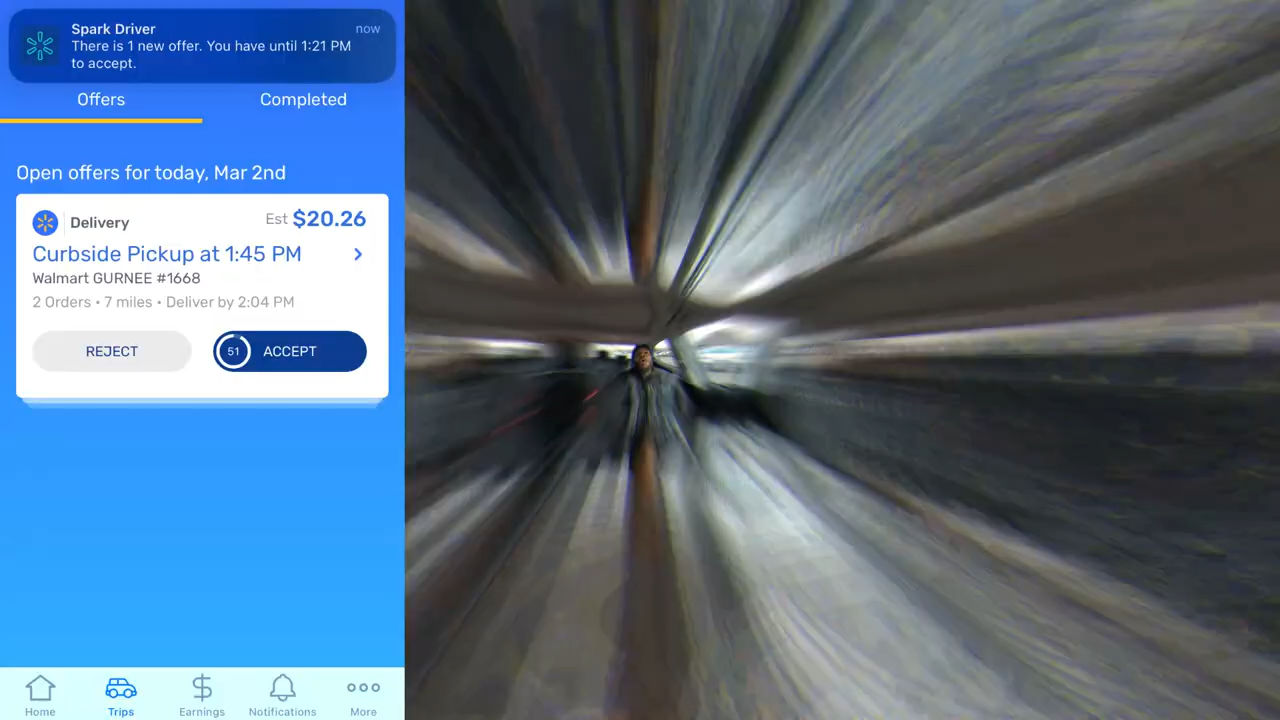 Spark Driver
now
There is 1 new offer. You have until 1:21 PM
to accept.
Offers
Completed
Open offers for today, Mar 2nd
Delivery
Est $20.26
Curbside Pickup at 1:45 PM
Walmart GURNEE #1668
2 Orders • 7 miles • Deliver by 2:04 PM
REJECT
51
ACCEPT
Home
Trips
Earnings
Notifications
More